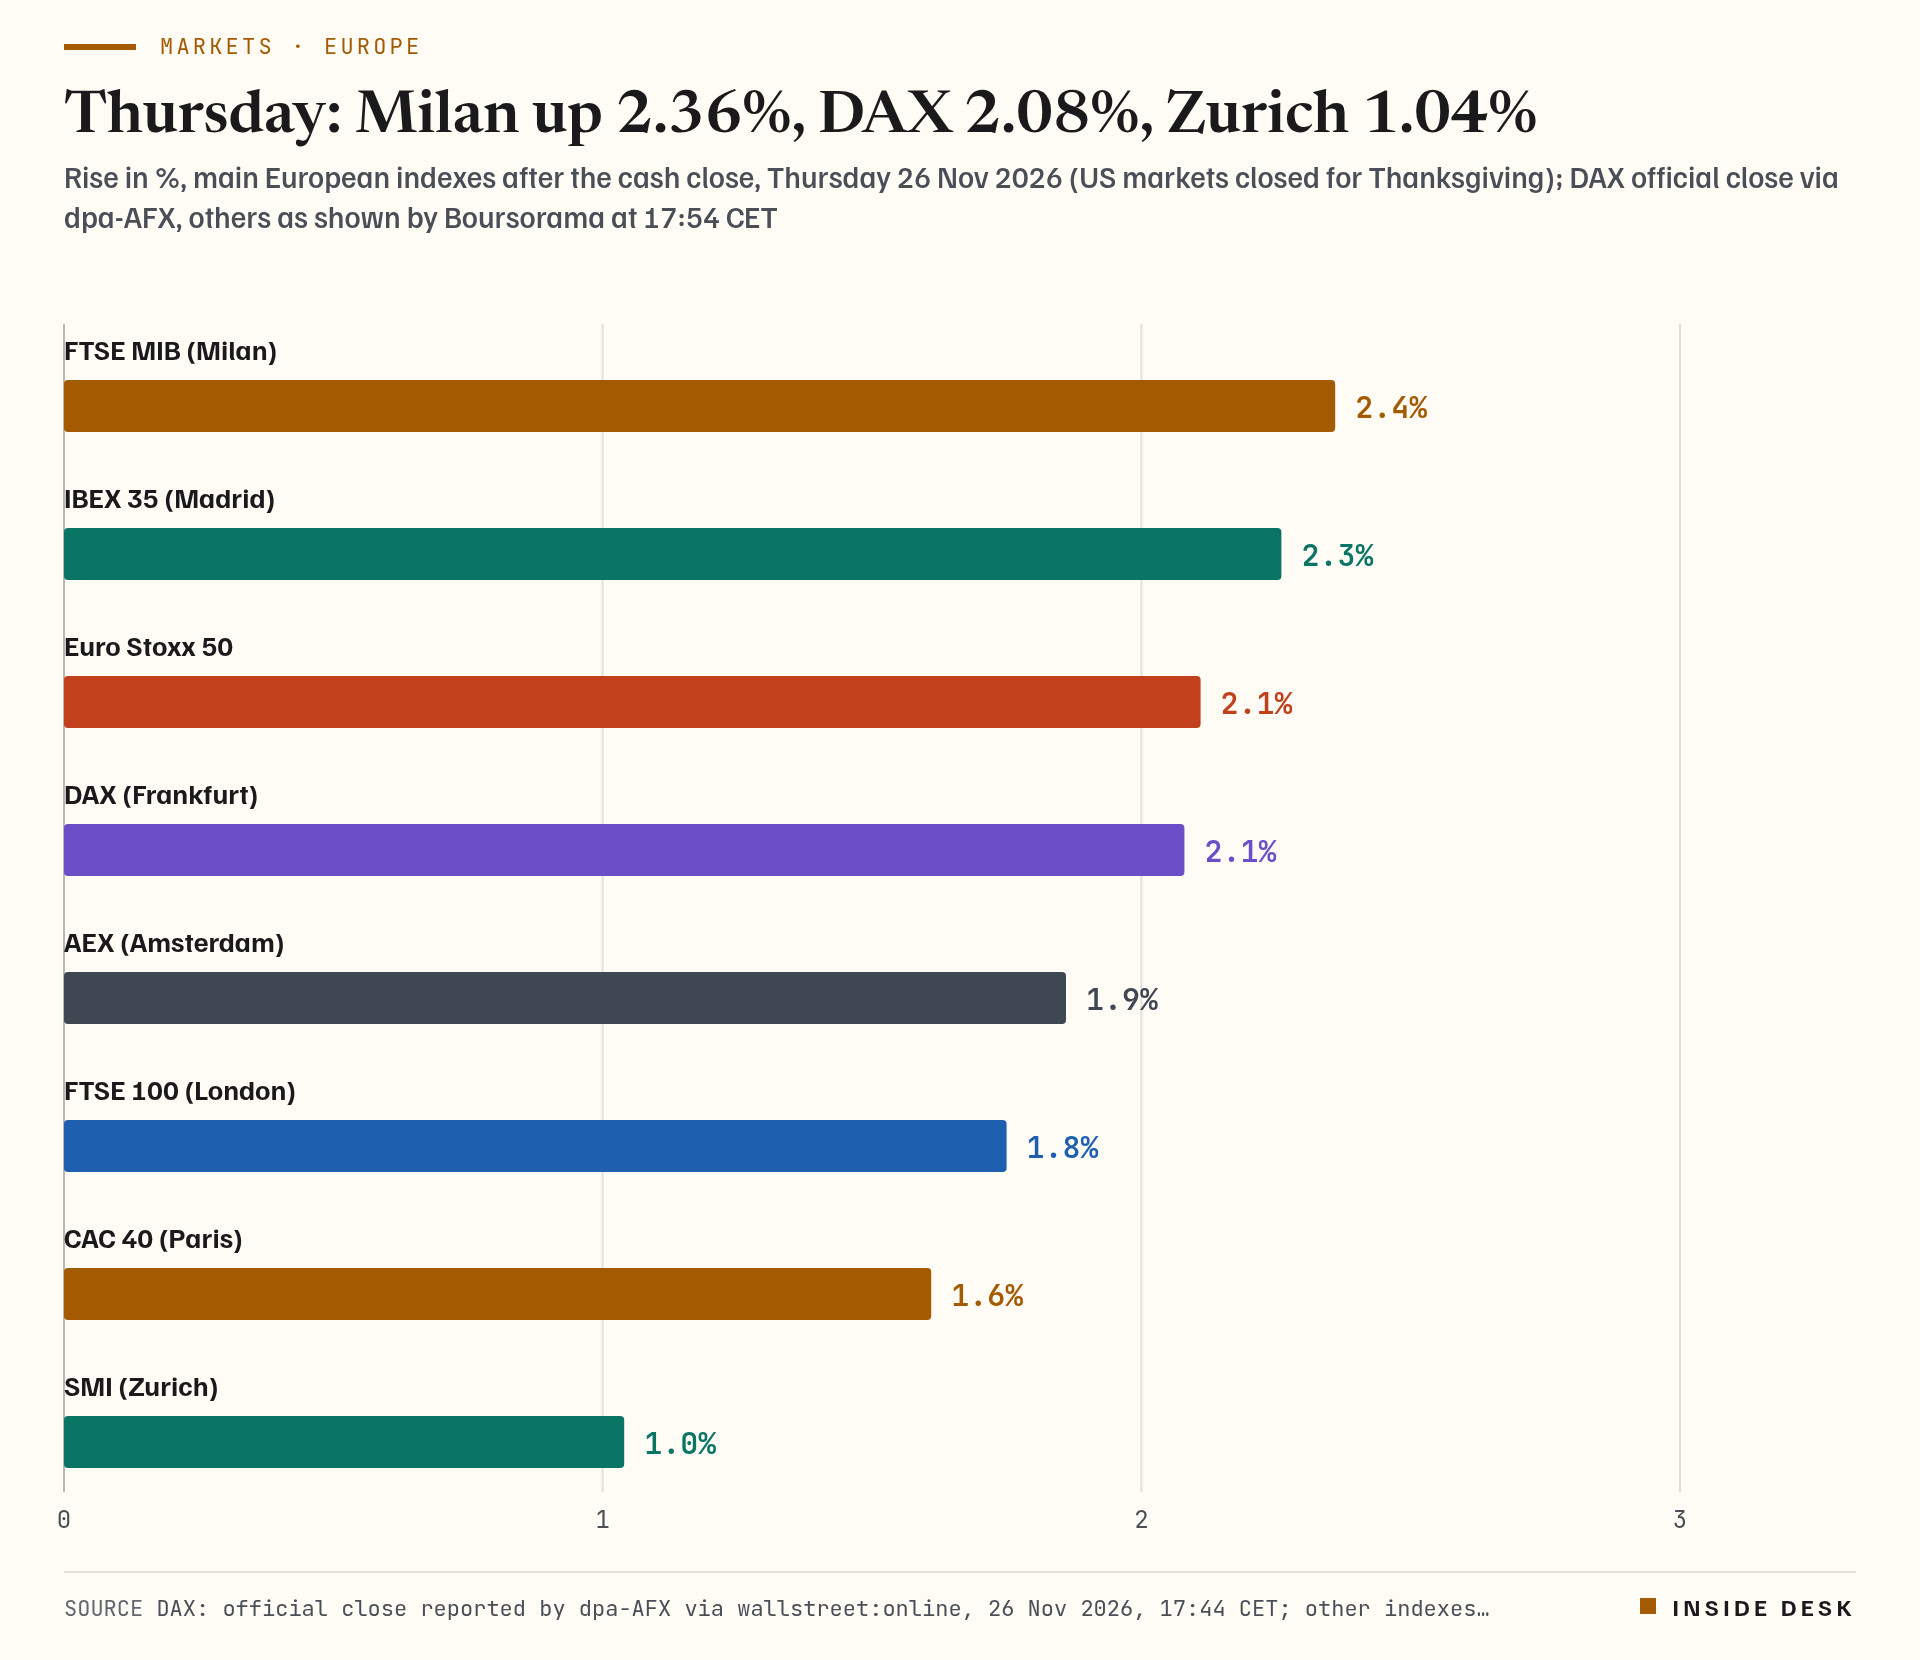 MARKETS · EUROPE
Thursday: Milan up 2.36%, DAX 2.08%, Zurich 1.04%
Rise in %, main European indexes after the cash close, Thursday 26 Nov 2026 (US markets closed for Thanksgiving); DAX official close via
dpa-AFX, others as shown by Boursorama at 17:54 CET
FTSE MIB (Milan)
2.4%
IBEX 35 (Madrid)
2.3%
Euro Stoxx 50
2.1%
DAX (Frankfurt)
2.1%
AEX (Amsterdam)
1.9%
FTSE 100 (London)
1.8%
CAC 40 (Paris)
1.6%
SMI (Zurich)
1.0%
0 1 2 3
SOURCE DAX: official close reported by dpa-AFX via wallstreet:online, 26 Nov 2026, 17:44 CET; other indexes…
INSIDE DESK